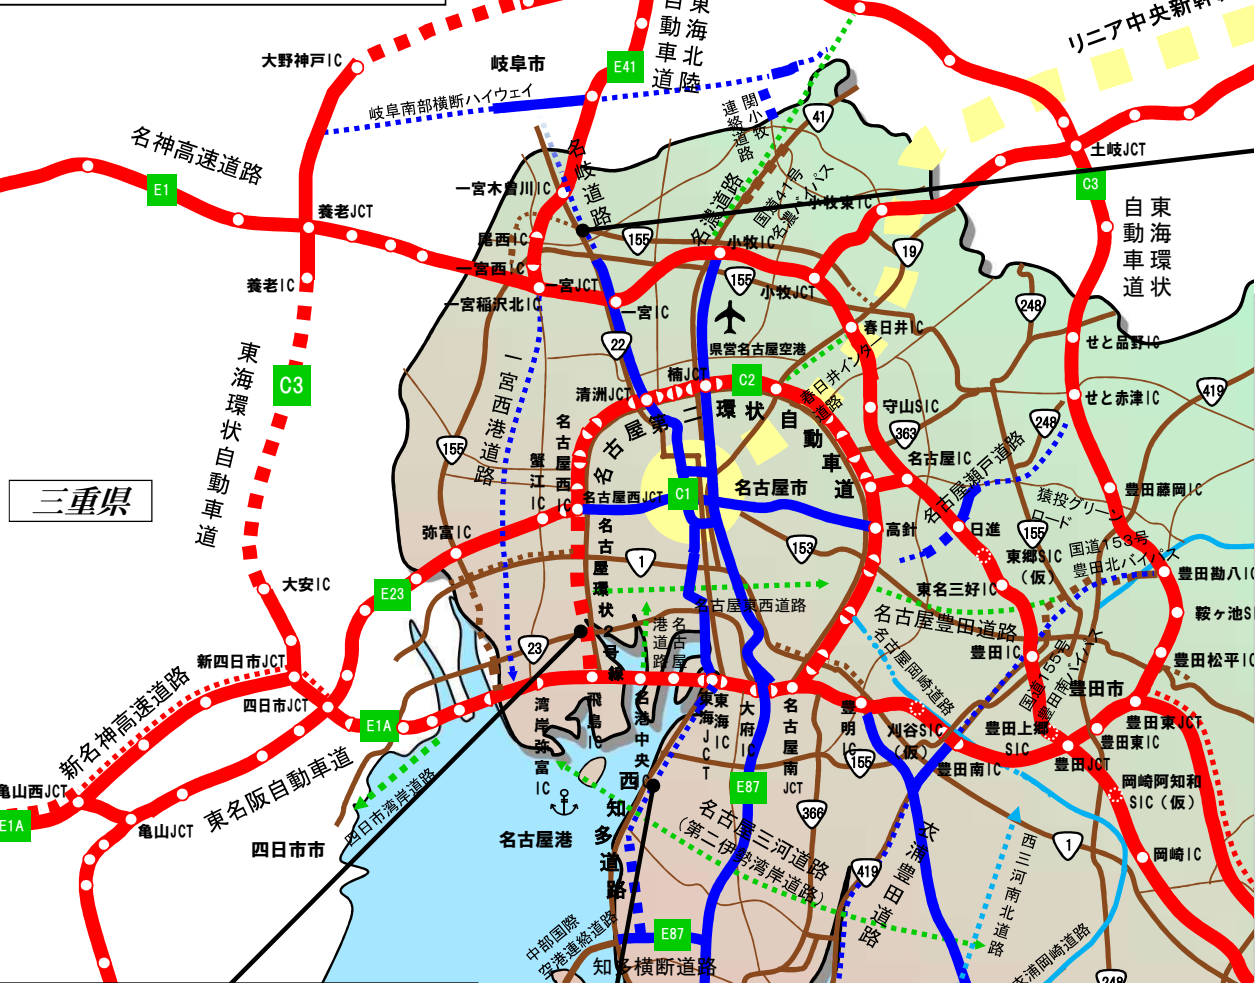 東海北陸
自動車道
リニア中央新幹
大野神戸IC
岐阜市
E41
岐阜南部横断ハイウェイ
関小牧
連絡道路
41
名神高速道路
E1
名岐道路
土岐JCT
C3
一宮木曽川IC
名濃道路
国道41号
名濃バイパス
小牧東IC
東海環状
自動車道
養老JCT
尾西IC
155
小牧IC
19
一宮西IC
155
養老IC
一宮JCT
小牧JCT
248
一宮稲沢北IC
一宮IC
春日井IC
22
県営名古屋空港
せと品野IC
C3
東海環状自動車道
一宮西港道路
楠JCT
C2
春日井インター
道路
419
清洲JCT
せと赤津IC
名古屋第二環状自動車道
守山SIC
363
248
名古屋西IC
155
蟹江IC
名古屋IC
名古屋瀬戸道路
三重県
名古屋西JCT
C1
名古屋市
猿投グリーン
ロード
豊田藤岡IC
弥富IC
高針
日進
155
国道153号
豊田北バイパス
153
東郷SIC
(仮)
1
名古屋環状2号線
豊田勘八IC
大安IC
E23
東名三好IC
名古屋東西道路
鞍ヶ池SI
名古屋豊田道路
名古屋
港道路
23
名古屋岡崎道路
豊田IC
豊田松平IC
新四日市JCT
国道155号
豊田南バイパス
豊田市
四日市JCT
新名神高速道路
E1A
湾岸弥富IC
飛島IC
名港中央IC
東海JCT
東海IC
大府IC
名古屋南JCT
豊明IC
刈谷SIC
(仮)
豊田上郷
SIC
豊田東JCT
豊田東IC
豊田JCT
155
豊田南IC
亀山西JCT
E1A
東名阪自動車道
四日市湾岸道路
西知多道路
E87
岡崎阿知和
SIC(仮)
亀山JCT
四日市市
名古屋港
名古屋三河道路
(第二伊勢湾岸道路)
366
衣浦豊田道路
西三河南北道路
1
岡崎IC
419
中部国際
空港連絡道路
E87
知多横断道路
衣浦岡崎道路
248